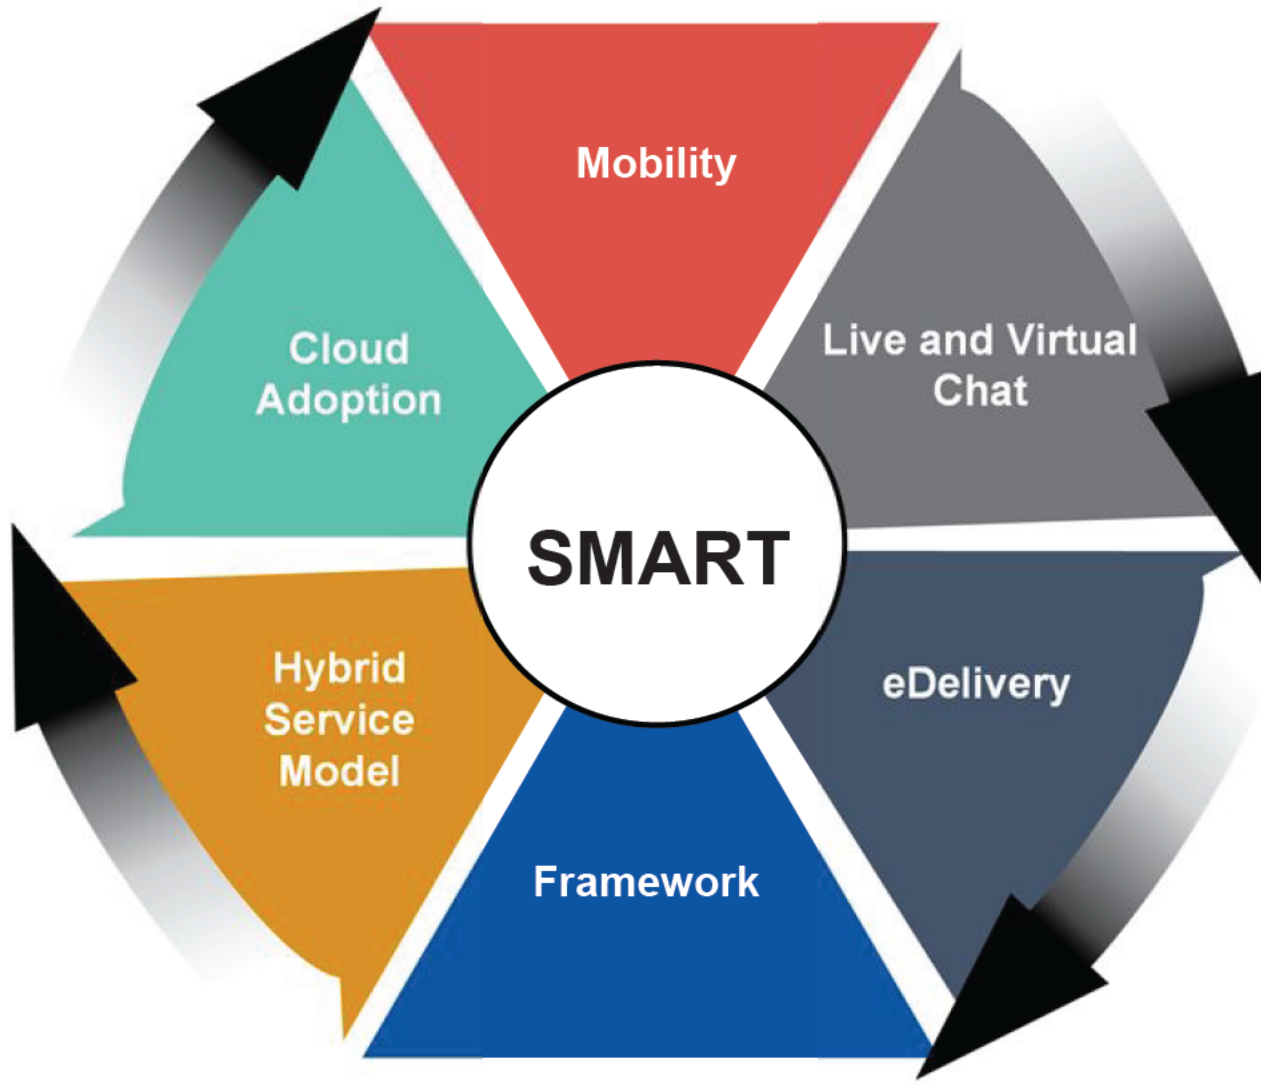 Mobility
Live and Virtual
Chat
Cloud
Adoption
SMART
Hybrid
Service
Model
eDelivery
Framework